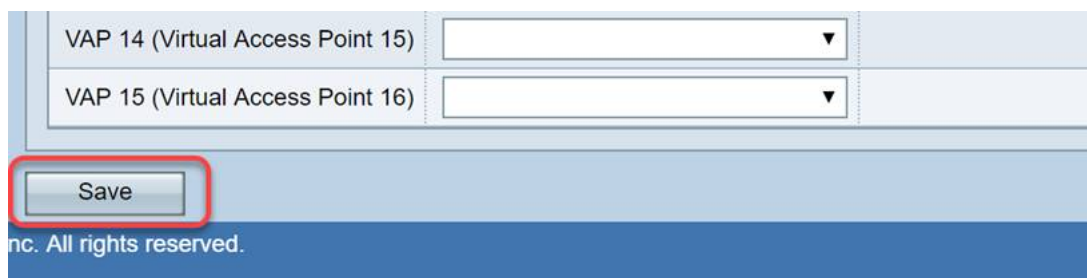 VAP 14 (Virtual Access Point 15)
VAP 15 (Virtual Access Point 16)
Save
nc. All rights reserved.